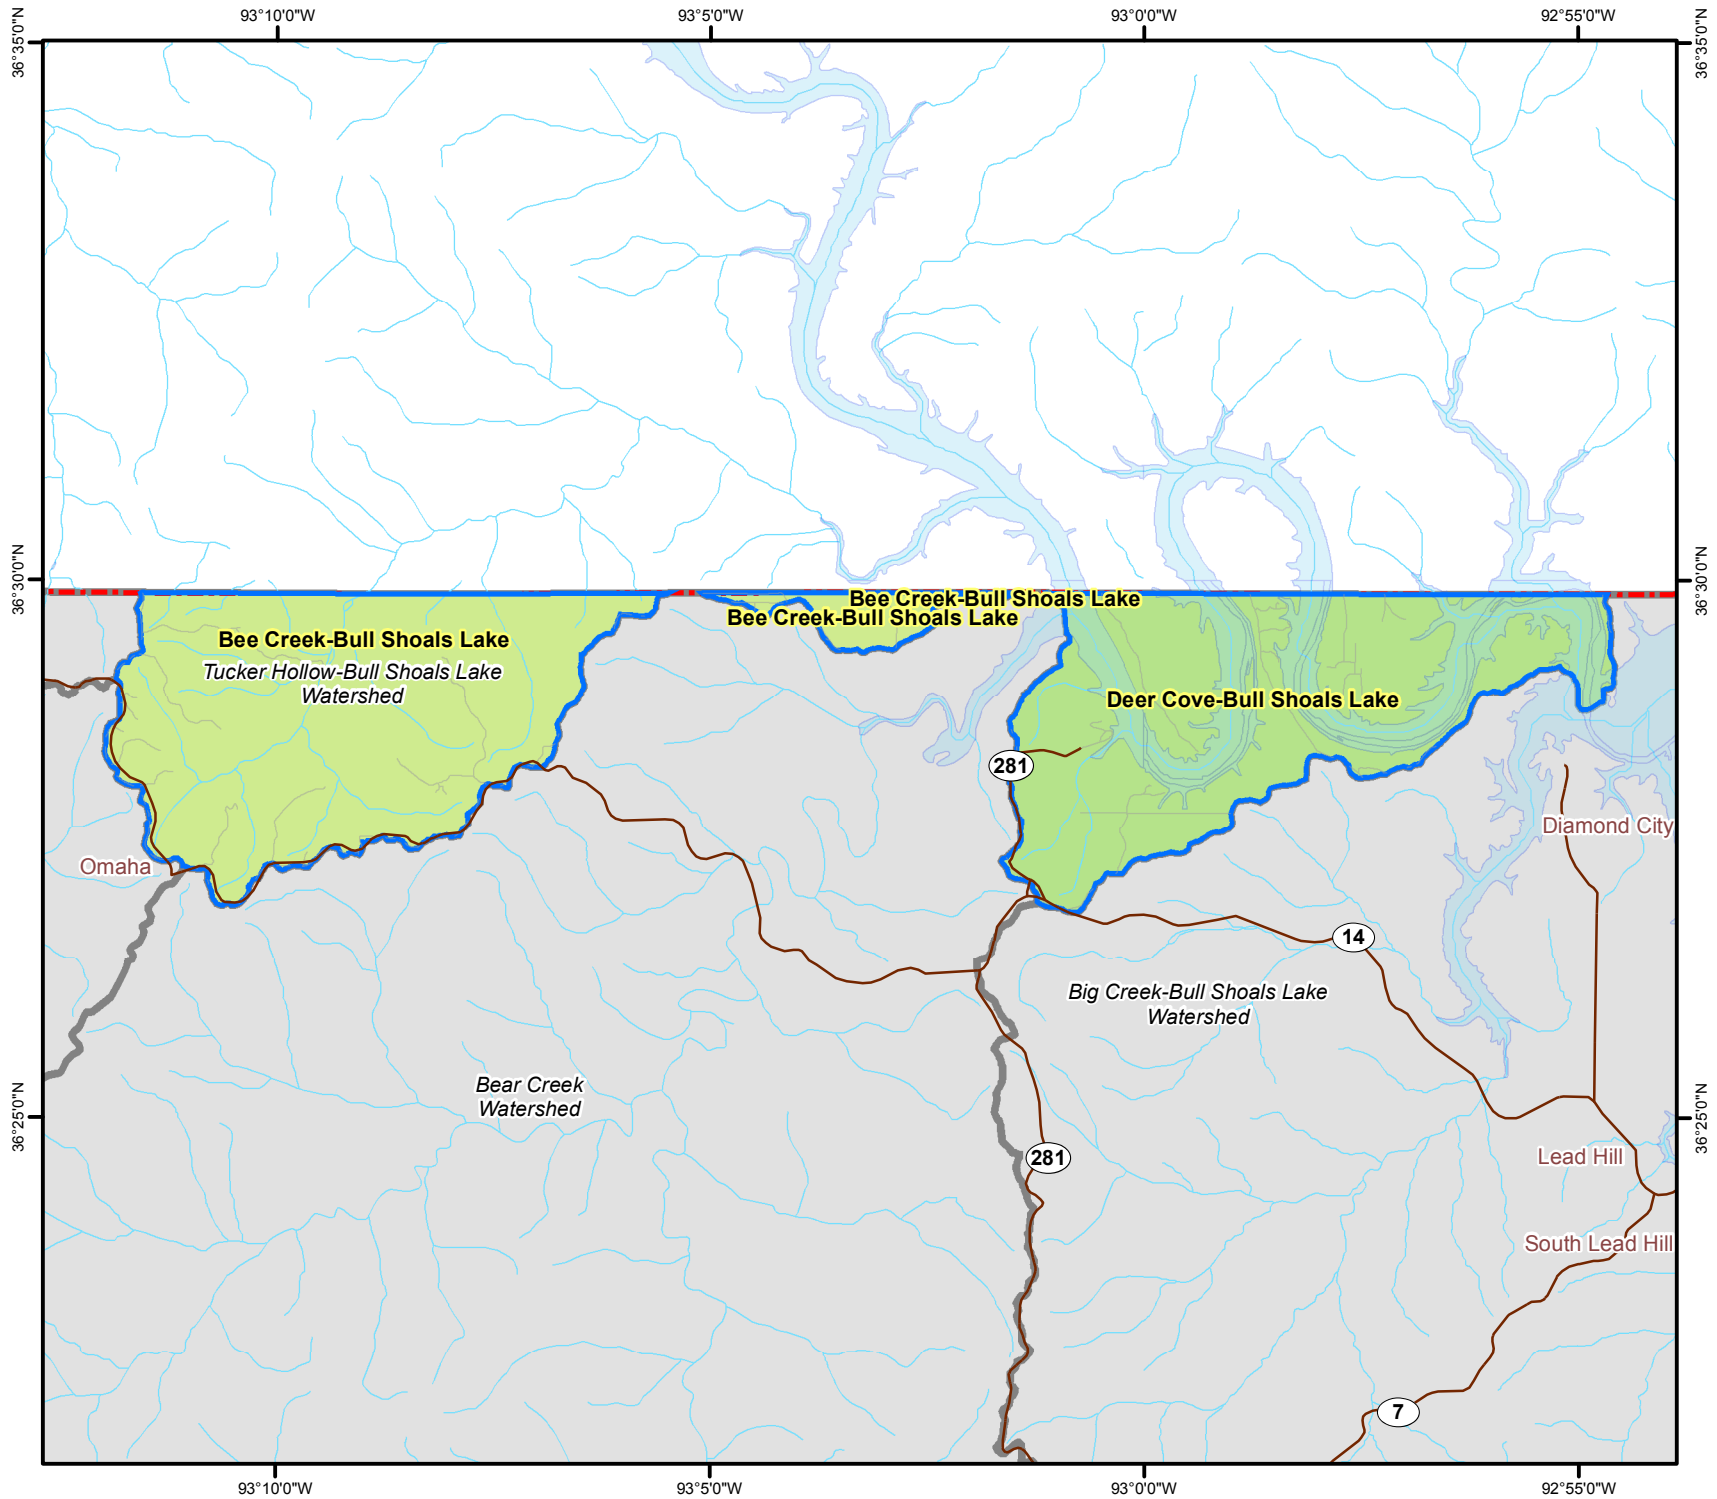 93°10'0"W
93°5'0"W
93°0'0"W
92°55'0"W
36°35'0"N
36°35'0"N
36°30'0"N
36°30'0"N
Bee Creek-Bull Shoals Lake
Bee Creek-Bull Shoals Lake
Bee Creek-Bull Shoals Lake
Tucker Hollow-Bull Shoals Lake
Watershed
Deer Cove-Bull Shoals Lake
281
Diamond City
Omaha
14
Big Creek-Bull Shoals Lake
Watershed
Bear Creek
Watershed
36°25'0"N
36°25'0"N
281
Lead Hill
South Lead Hill
7
93°10'0"W
93°5'0"W
93°0'0"W
92°55'0"W